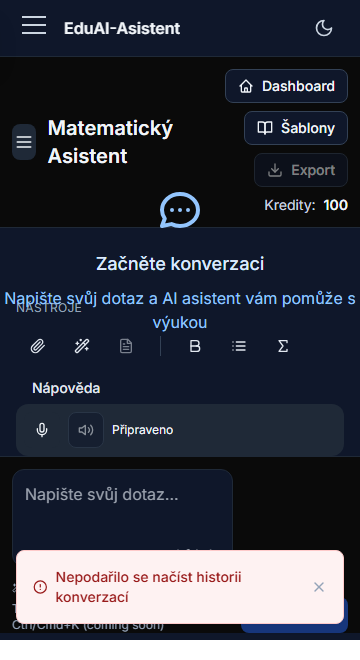 EduAI-Asistent
Dashboard
Matematický
Asistent
Šablony
Export
Kredity: 100
Začněte konverzaci
Napište svůj dotaz a AI asistent vám pomůže s
výukou
NÁSTROJE
B
Σ
Nápověda
Připraveno
Napište svůj dotaz...
Nepodařilo se načíst historii
konverzací
Ctrl/Cmd+K (coming soon)